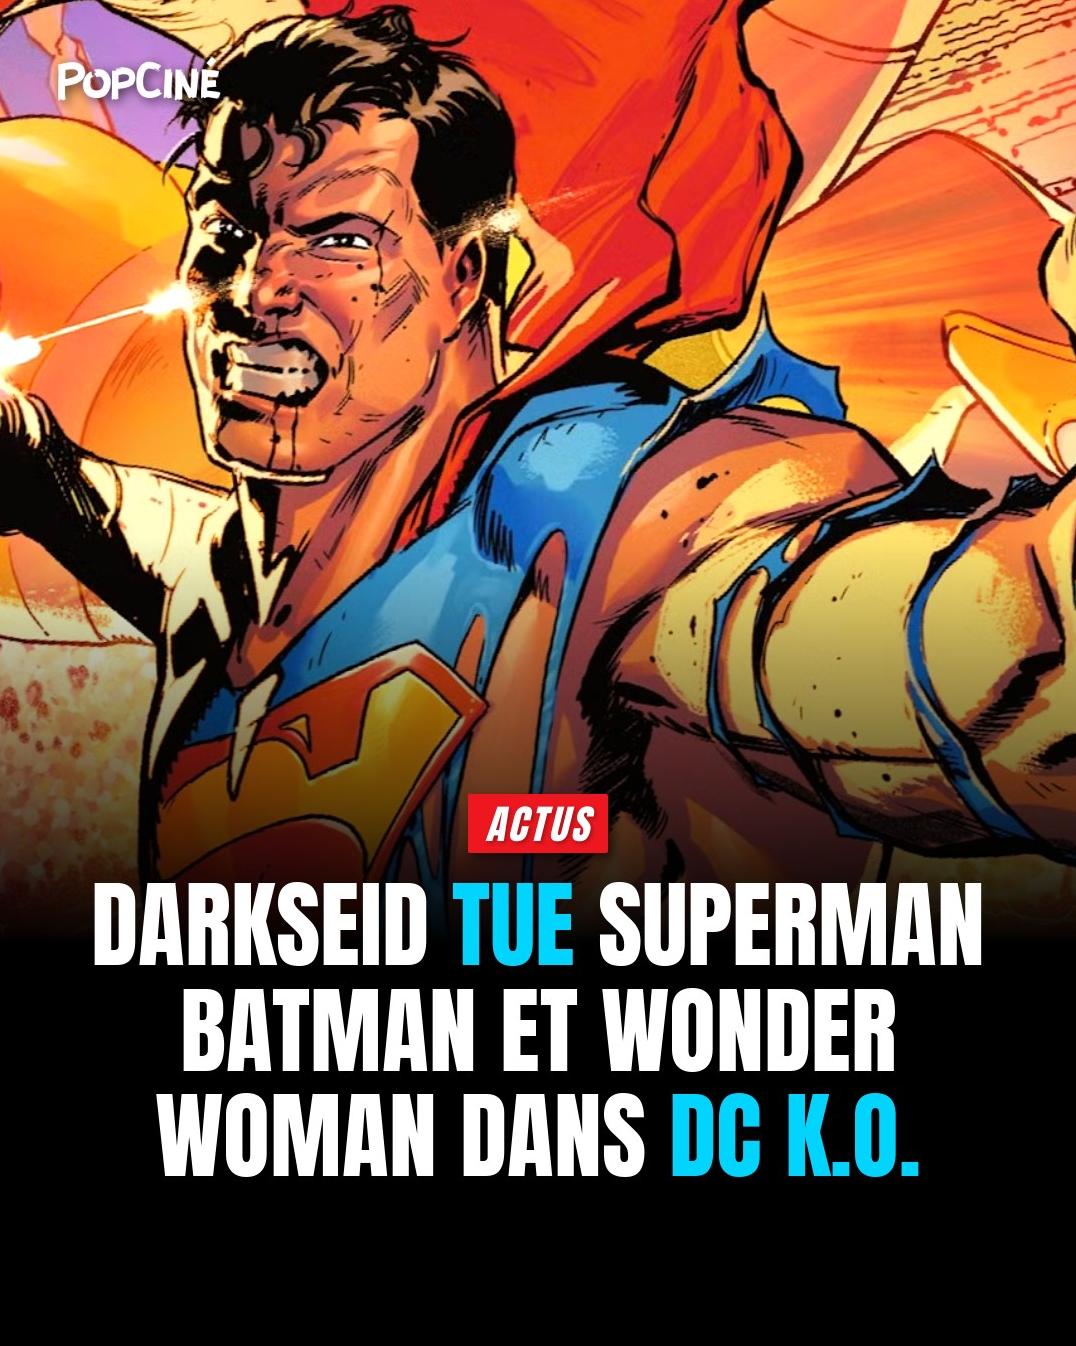 POPCINÉ
ACTUS
DARKSEID TUE SUPERMAN
BATMAN ET WONDER
WOMAN DANS DC K.O.